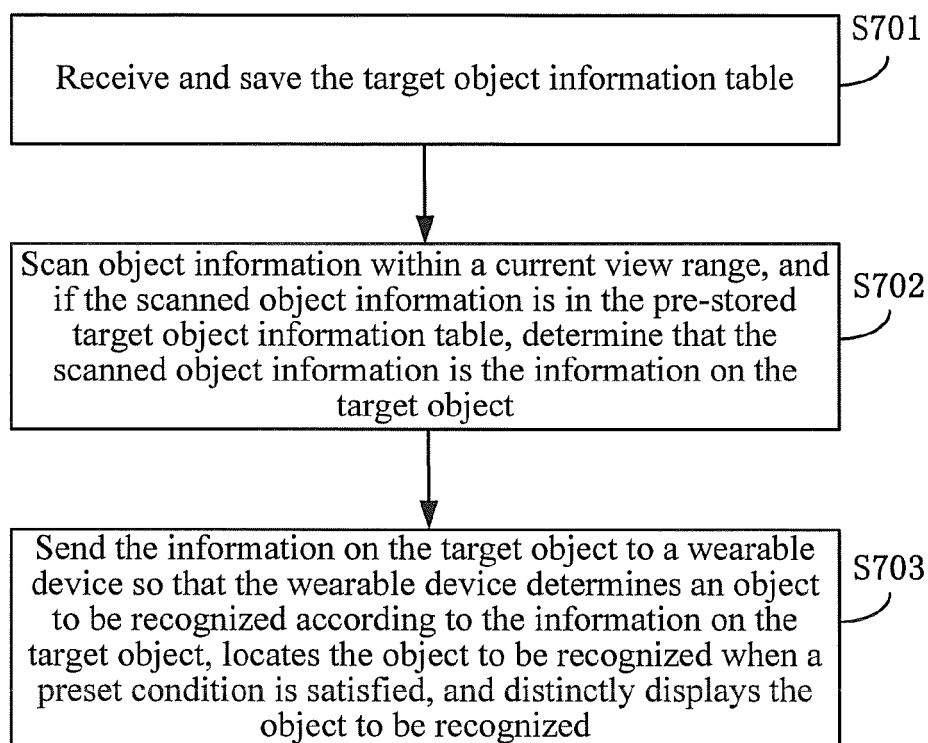 S701
Receive and save the target object information table
S702
Scan object information within a current view range, and
if the scanned object information is in the pre-stored
target object information table, determine that the
scanned object information is the information on the
target object
S703
Send the information on the target object to a wearable
device so that the wearable device determines an object
to be recognized according to the information on the
target object, locates the object to be recognized when a
preset condition is satisfied, and distinctly displays the
object to be recognized